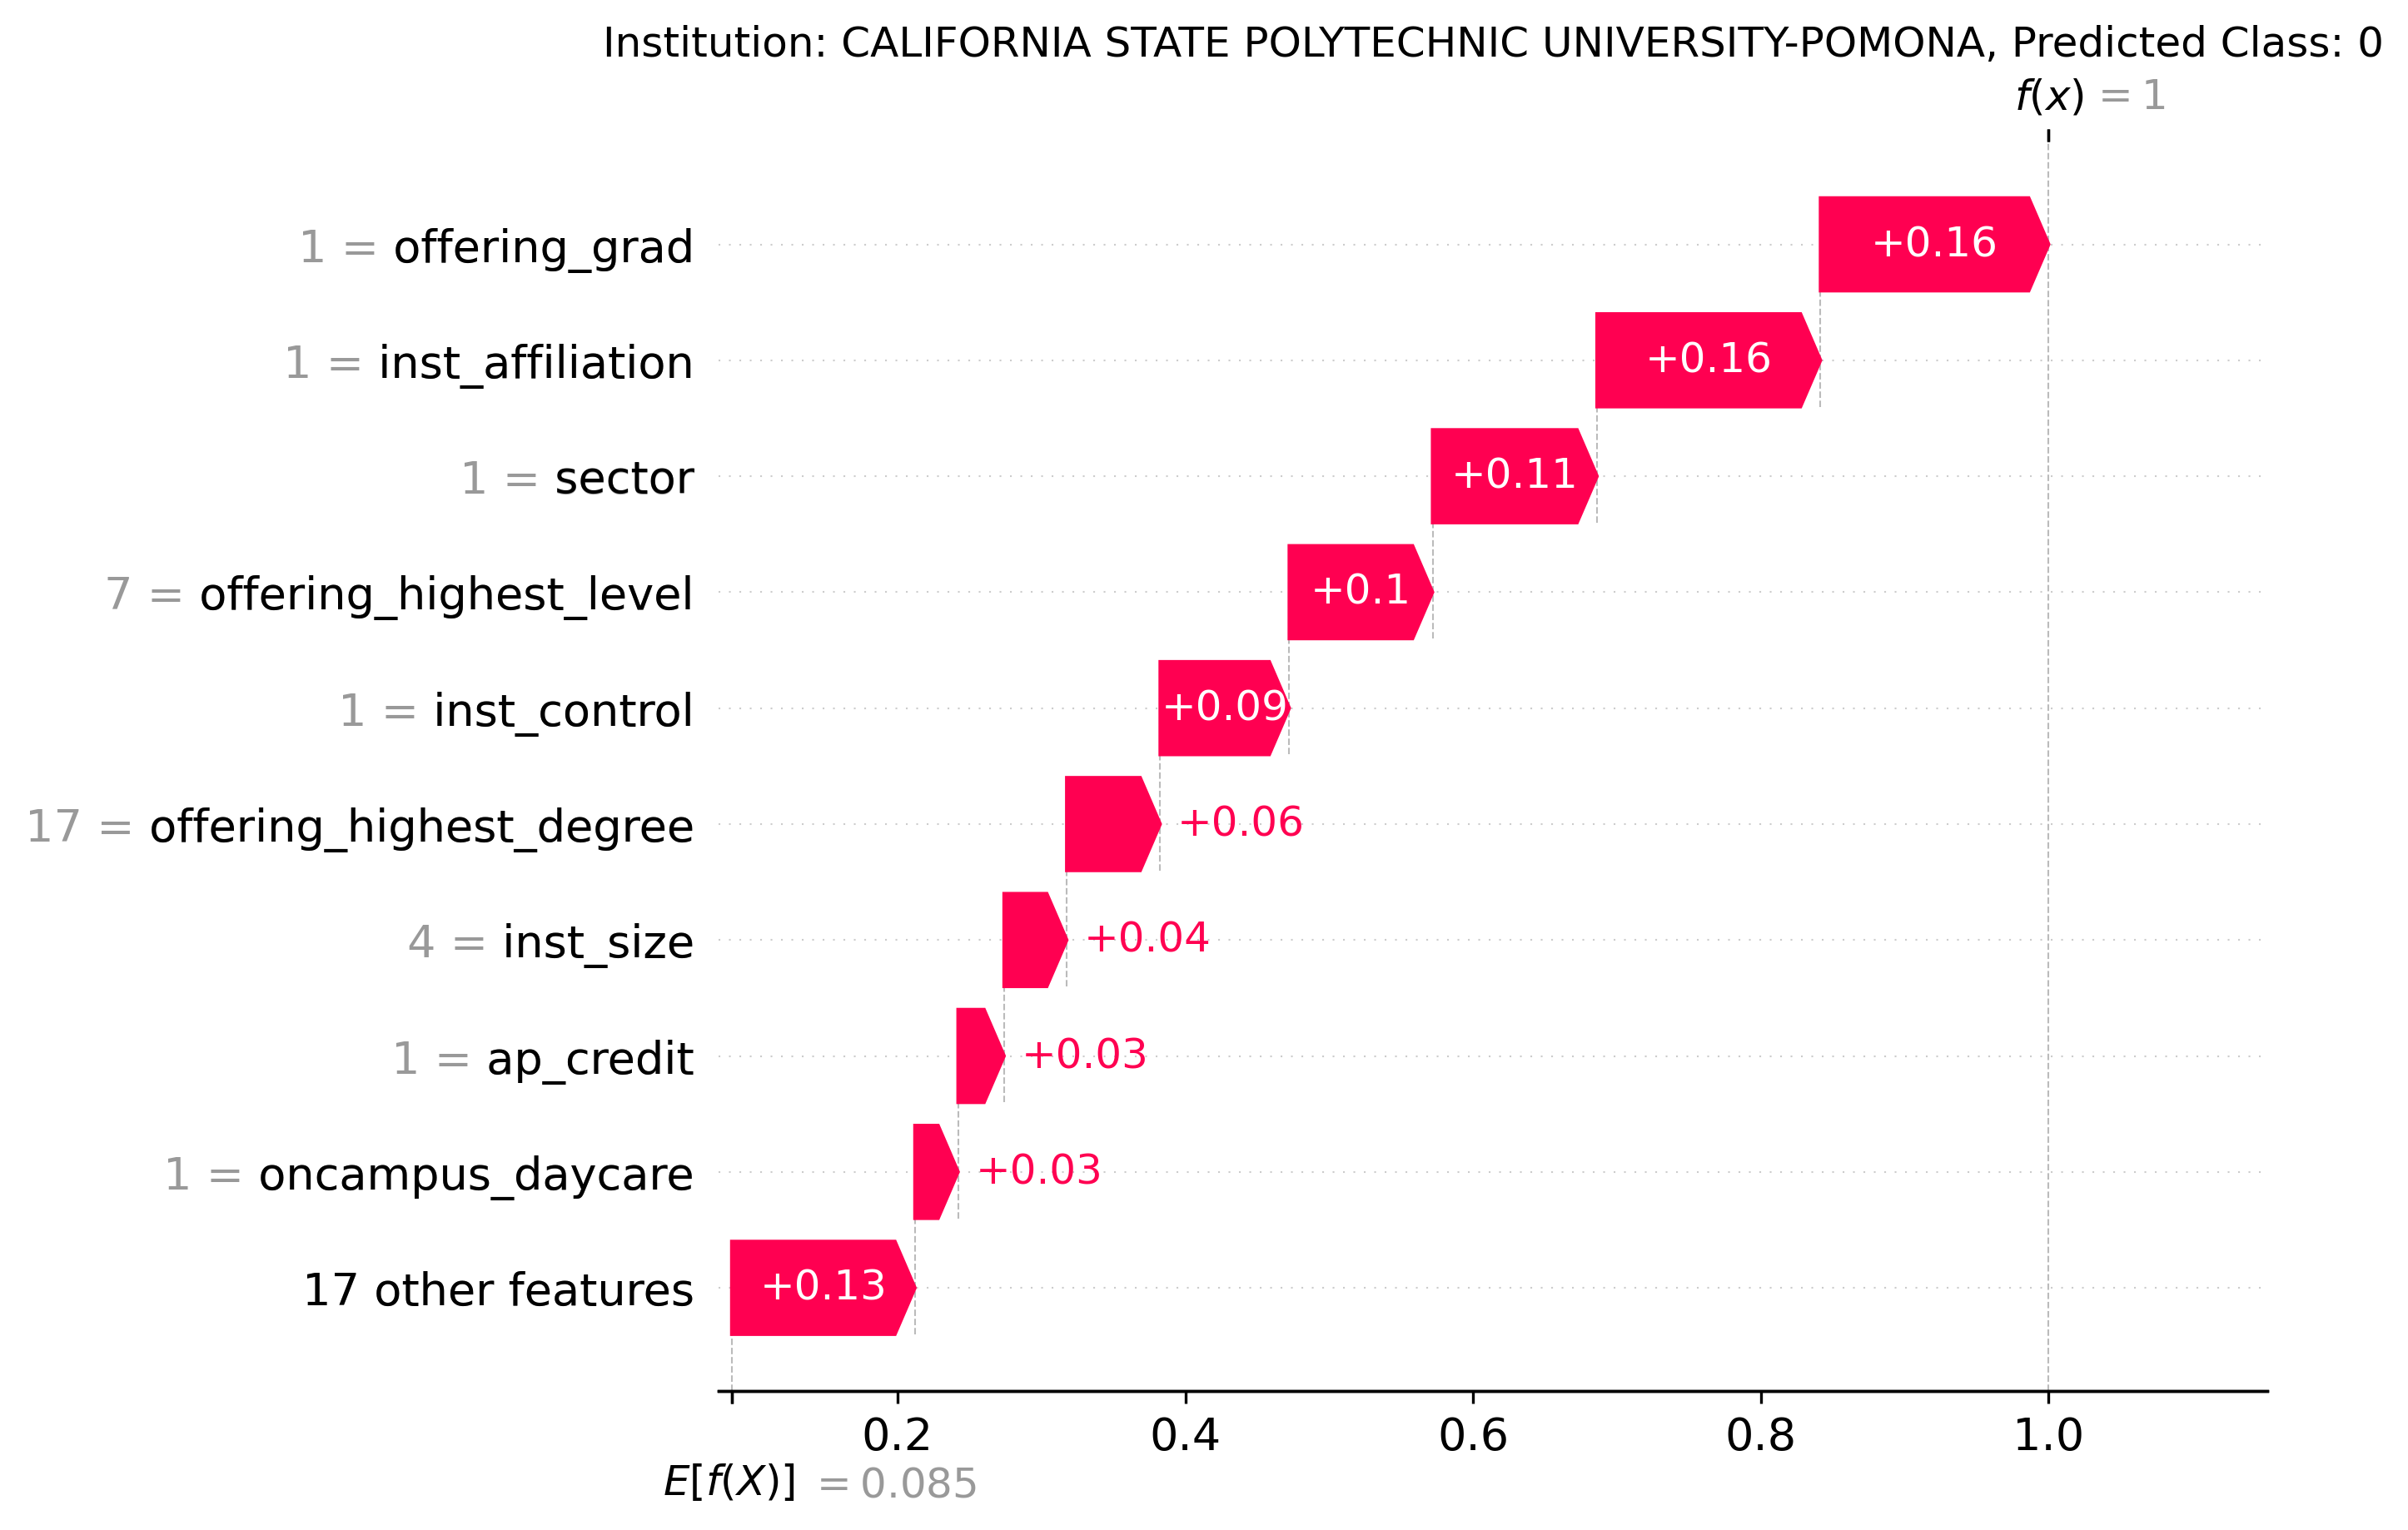 Institution: CALIFORNIA STATE POLYTECHNIC UNIVERSITY-POMONA, Predicted Class: 0
f(x) = 1
1 = offering_grad +0.16
1 = inst_affiliation +0.16
1 = sector +0.11
7 = offering_highest_level +0.1
1 = inst_control +0.09
17 = offering_highest_degree +0.06
4 = inst_size +0.04
1 = ap_credit +0.03
1 = oncampus_daycare +0.03
17 other features +0.13
0.2 0.4 0.6 0.8 1.0
E[f(X)] = 0.085